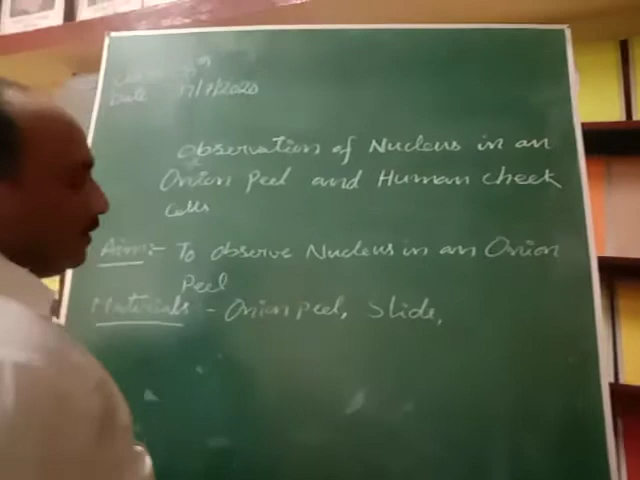 Date 17/7/2020
Observation of Nucleus in an
Onion Peel and Human cheek
cells
Aim:- To observe Nucleus in an Onion
Peel
Materials - Onion peel, Slide,